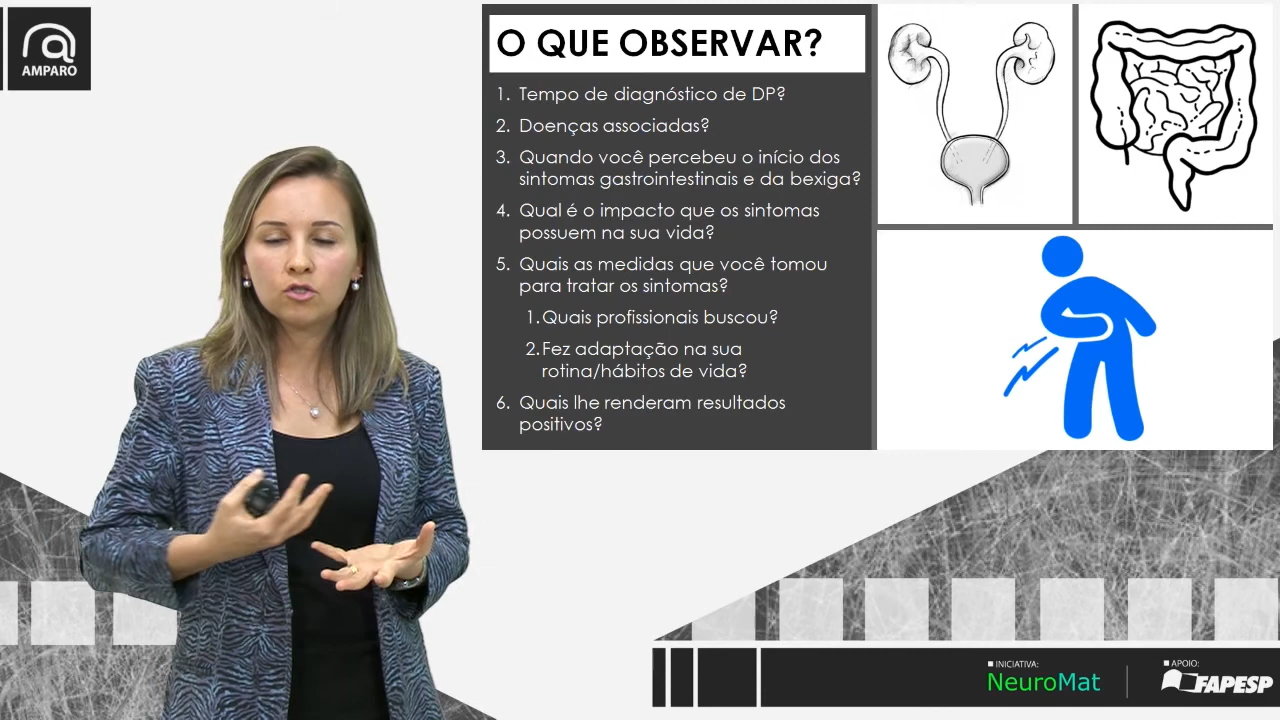 AMPARO
O QUE OBSERVAR?
1. Tempo de diagnóstico de DP?
2. Doenças associadas?
3. Quando você percebeu o início dos
sintomas gastrointestinais e da bexiga?
4. Qual é o impacto que os sintomas
possuem na sua vida?
5. Quais as medidas que você tomou
para tratar os sintomas?
1. Quais profissionais buscou?
2. Fez adaptação na sua
rotina/hábitos de vida?
6. Quais lhe renderam resultados
positivos?
INICIATIVA:
NeuroMat
APOIO:
FAPESP